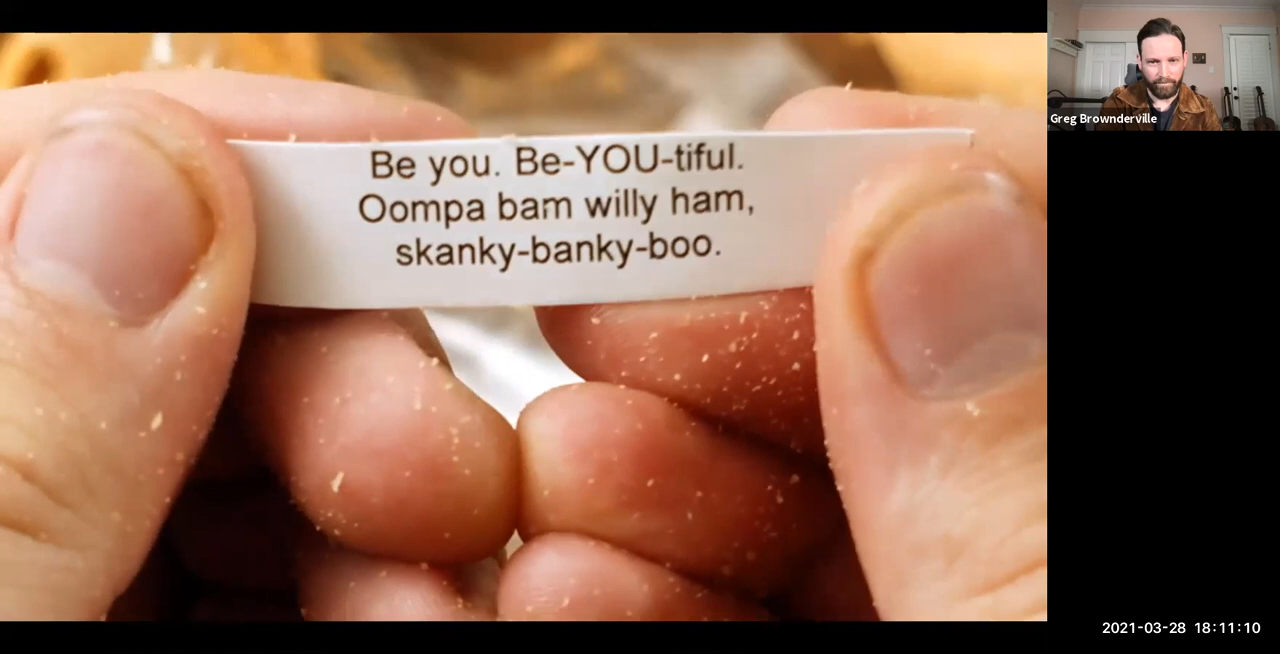 Be you. Be-YOU-tiful.
Oompa bam willy ham,
skanky-banky-boo.
Greg Brownderville
2021-03-28 18:11:10